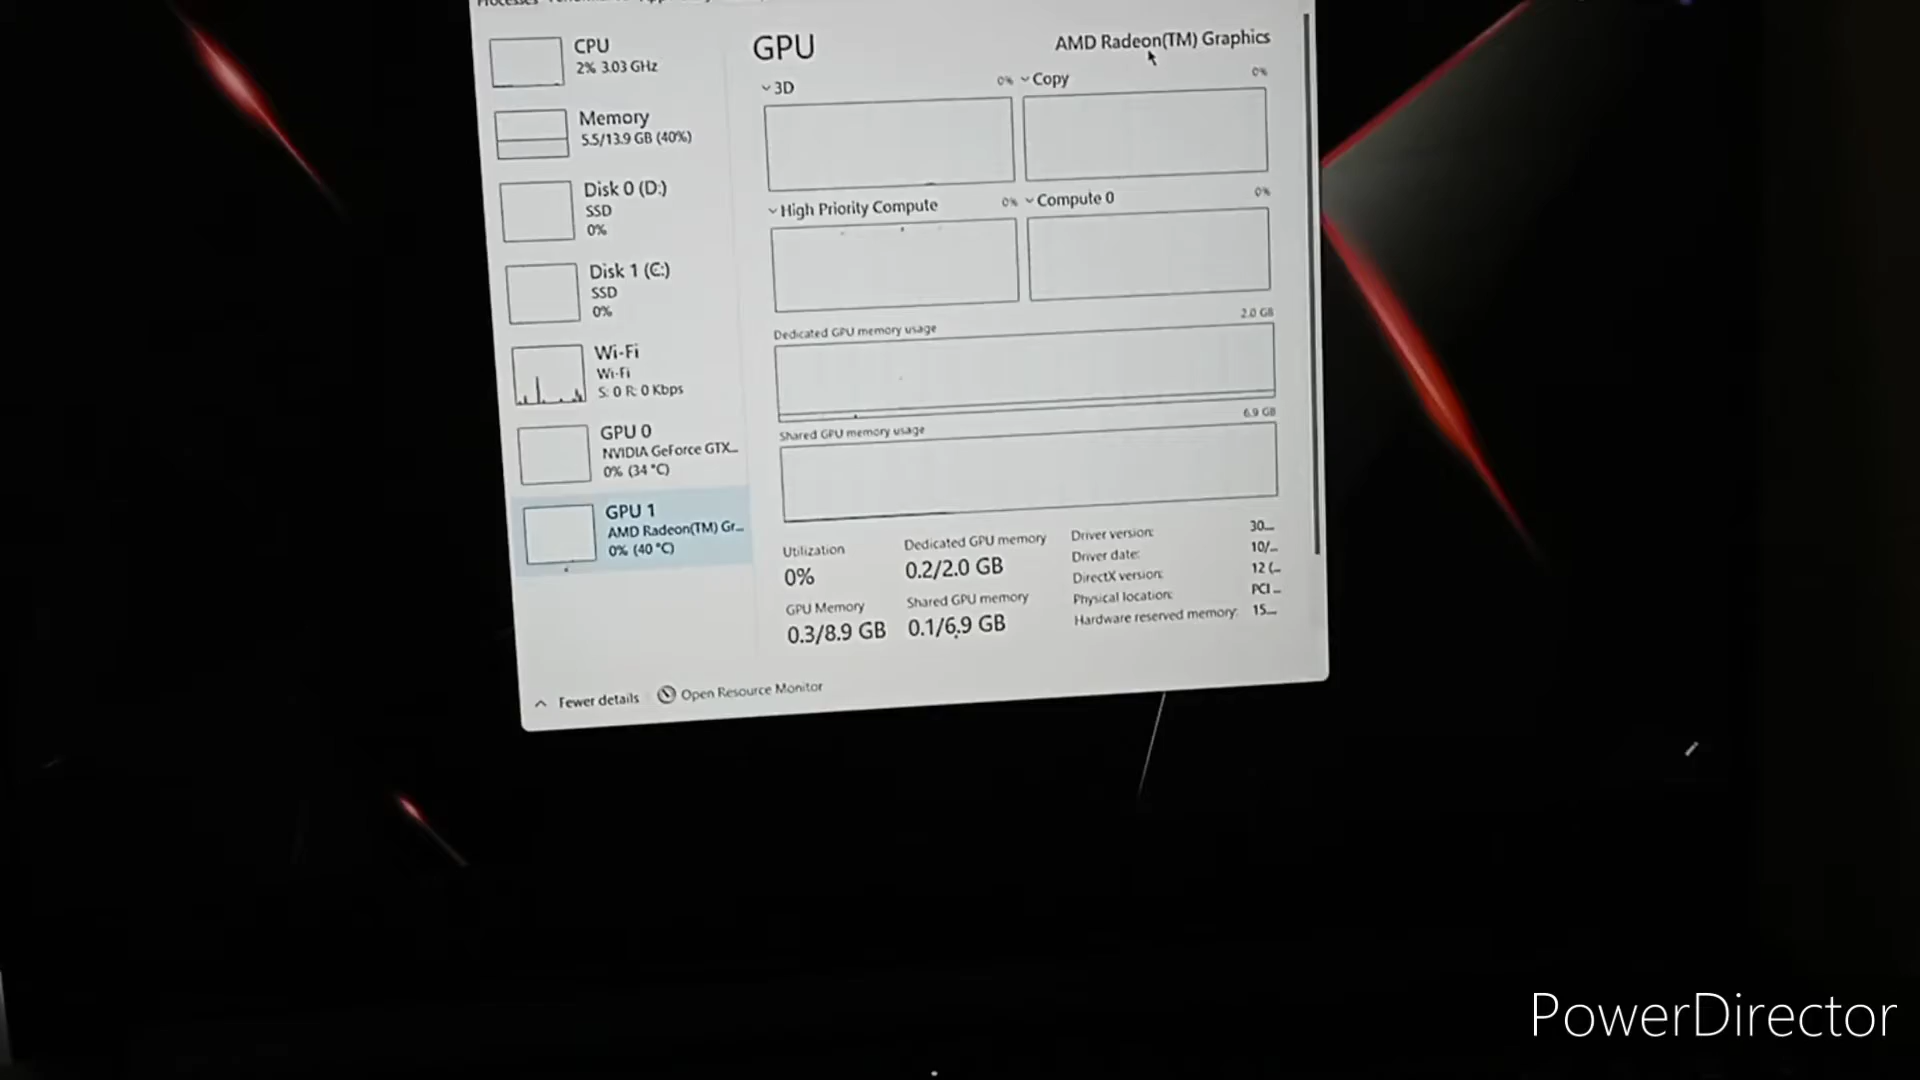 Processes
CPU
2% 3.03 GHz
Memory
5.5/13.9 GB (40%)
Disk 0 (D:)
SSD
0%
Disk 1 (C:)
SSD
0%
Wi-Fi
Wi-Fi
S: 0 R: 0 Kbps
GPU 0
NVIDIA GeForce GTX...
0% (34 °C)
GPU 1
AMD Radeon(TM) Gr...
0% (40 °C)
GPU
AMD Radeon(TM) Graphics
3D 0%
Copy 0%
High Priority Compute 0%
Compute 0 0%
Dedicated GPU memory usage 2.0 GB
Shared GPU memory usage 6.9 GB
Utilization
0%
Dedicated GPU memory
0.2/2.0 GB
GPU Memory
0.3/8.9 GB
Shared GPU memory
0.1/6.9 GB
Driver version: 30...
Driver date: 10/...
DirectX version: 12 (...
Physical location: PCI ...
Hardware reserved memory: 15...
Fewer details
Open Resource Monitor
PowerDirector